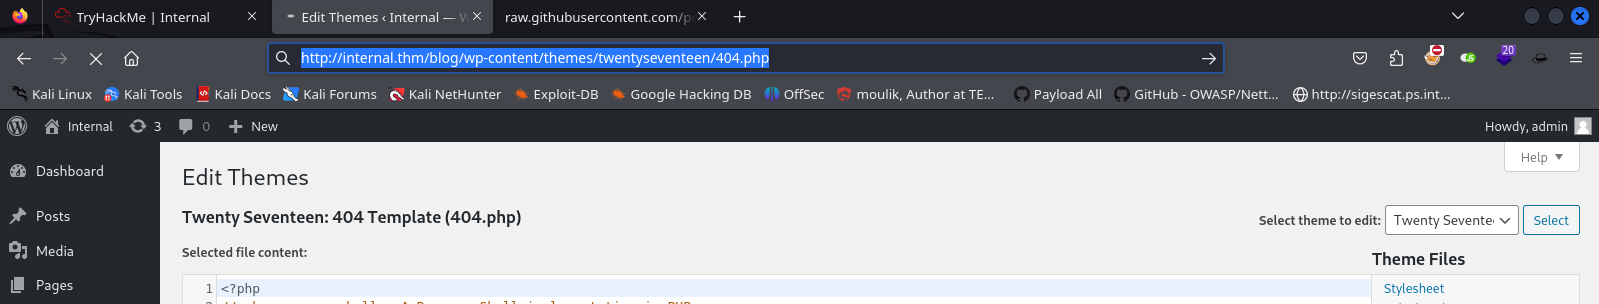 TryHackMe | Internal
Edit Themes ‹ Internal — W
raw.githubusercontent.com/p
http://internal.thm/blog/wp-content/themes/twentyseventeen/404.php
20
Kali Linux Kali Tools Kali Docs Kali Forums Kali NetHunter Exploit-DB Google Hacking DB OffSec moulik, Author at TE... Payload All GitHub - OWASP/Nett... http://sigescat.ps.int...
Internal 3 0 New Howdy, admin
Help
Dashboard
Posts
Media
Pages
Edit Themes
Twenty Seventeen: 404 Template (404.php)
Select theme to edit: Twenty Sevente Select
Selected file content:
Theme Files
1 <?php
Stylesheet